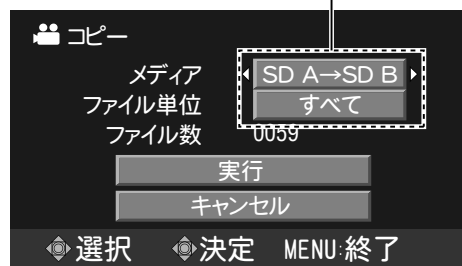 コピー
メディア SD A→SD B
ファイル単位 すべて
ファイル数 0059
実行
キャンセル
選択 決定 MENU:終了